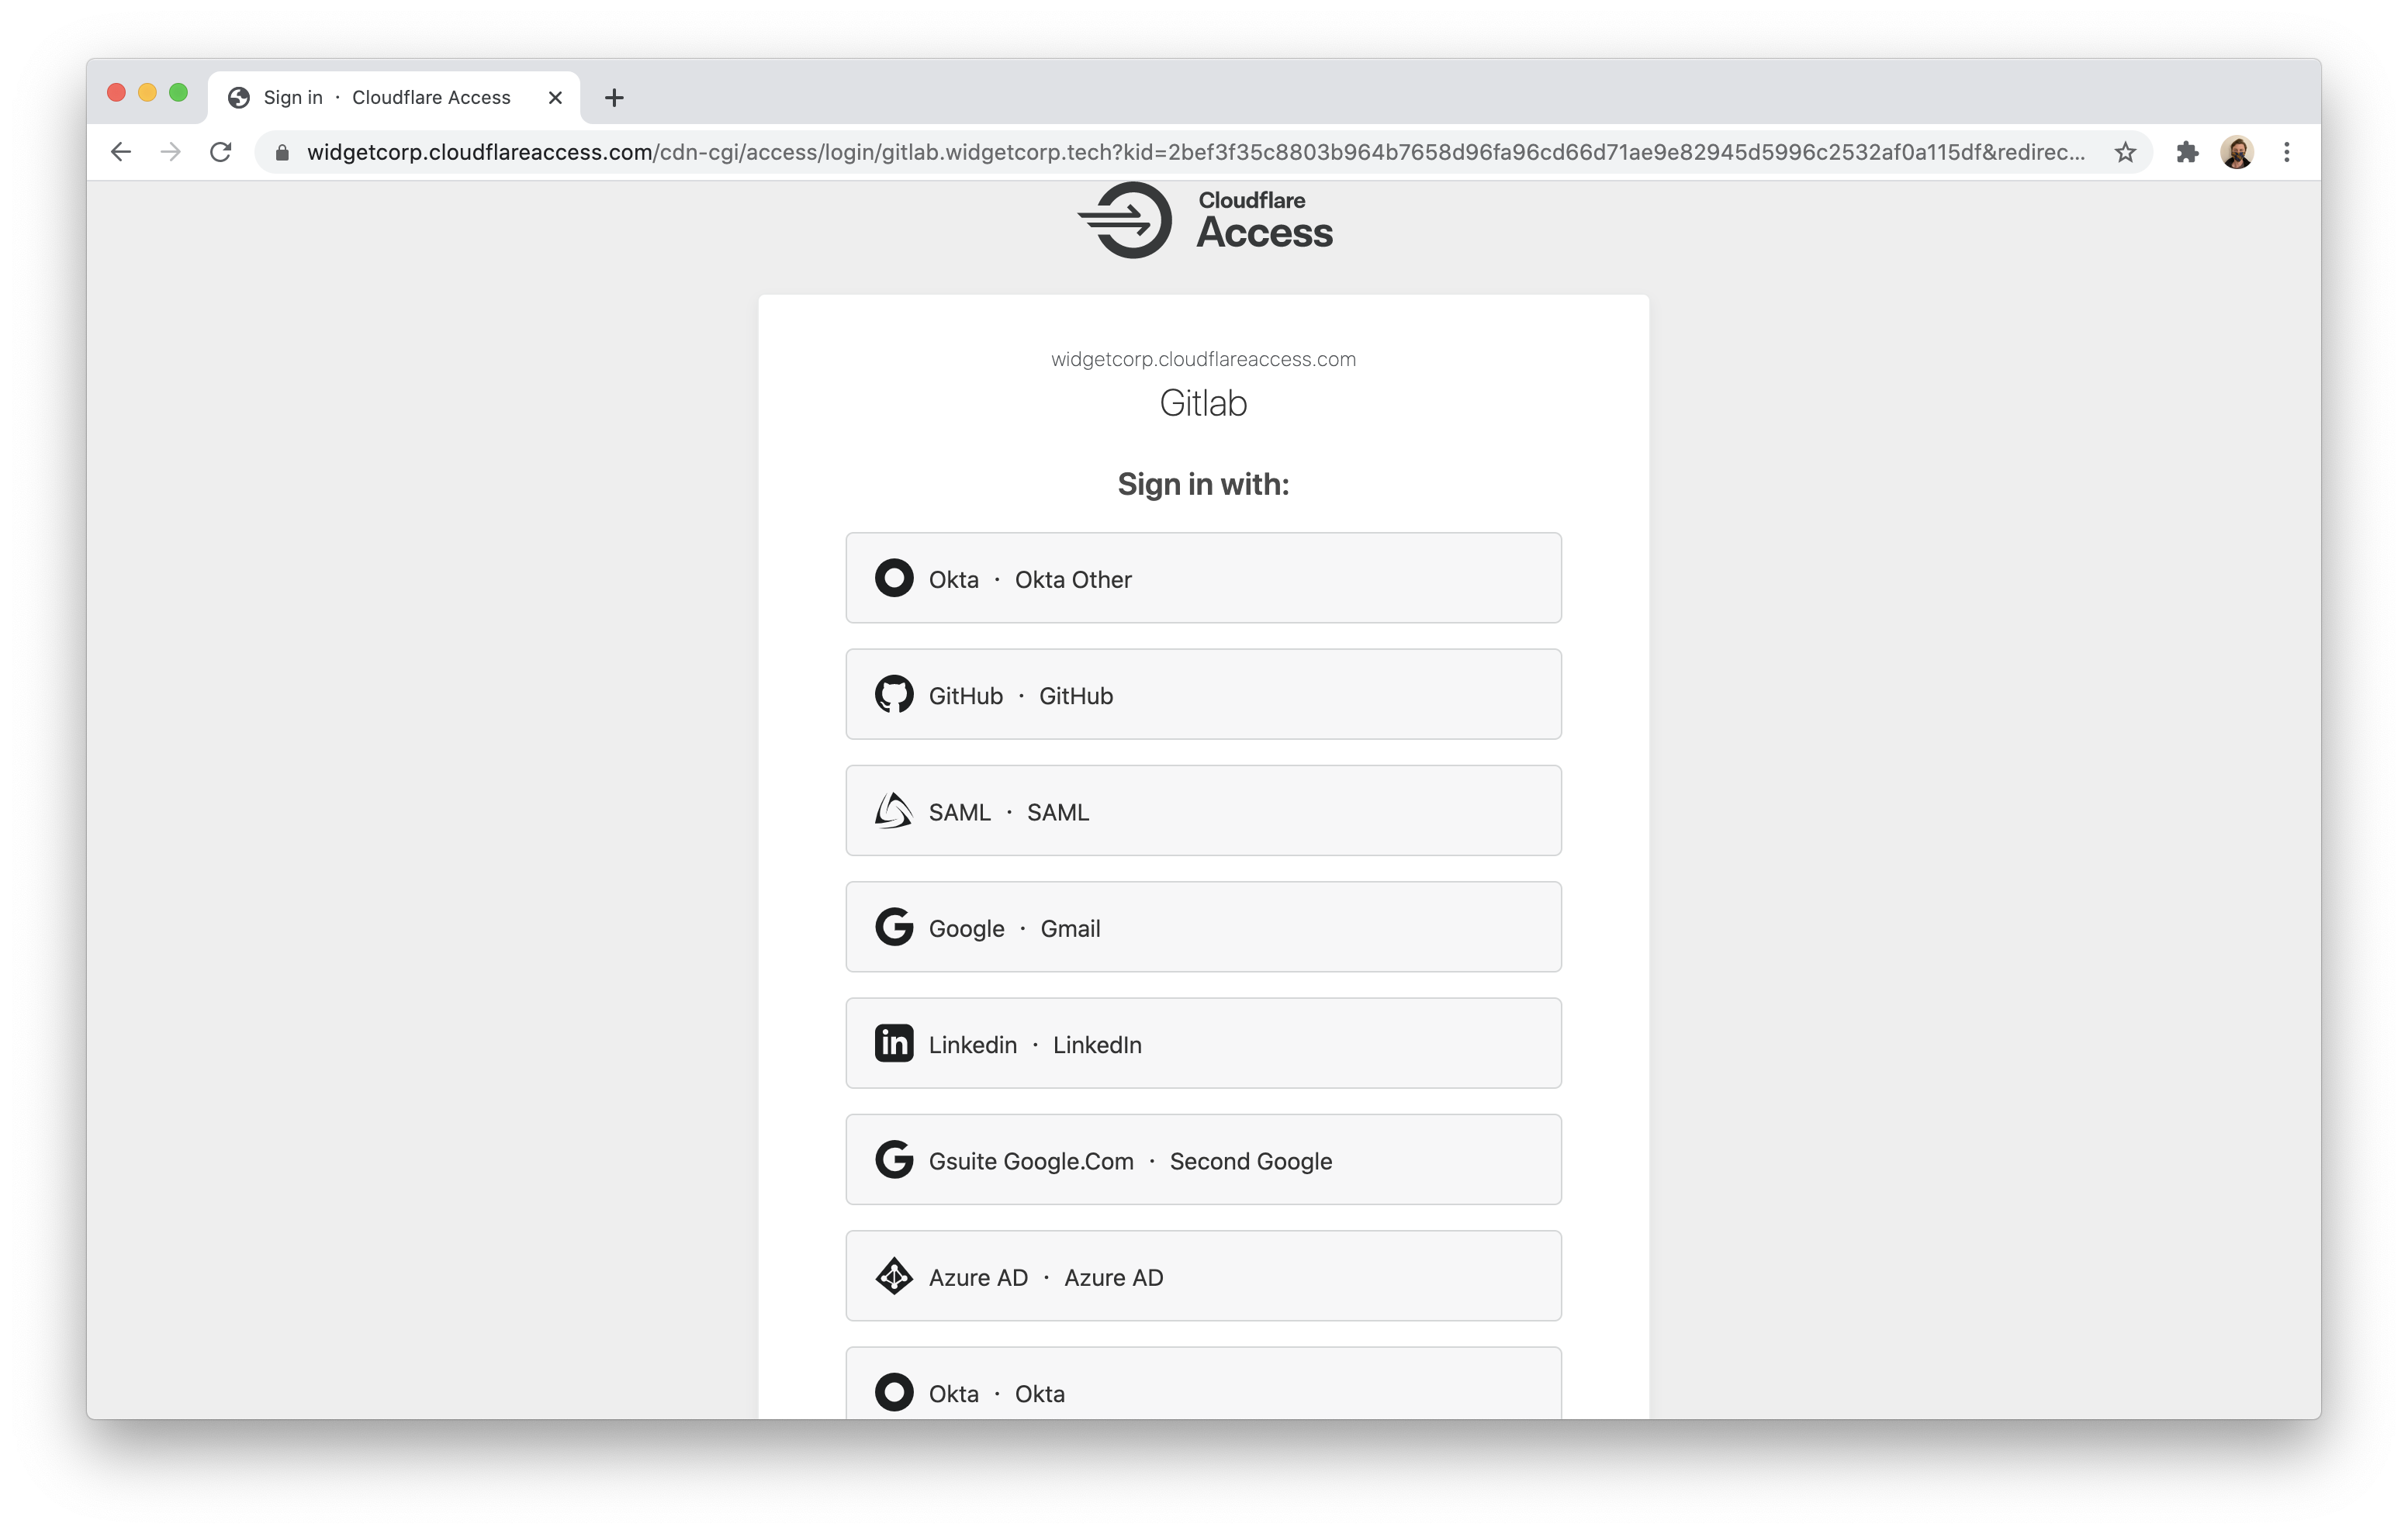 Sign in · Cloudflare Access
widgetcorp.cloudflareaccess.com/cdn-cgi/access/login/gitlab.widgetcorp.tech?kid=2bef3f35c8803b964b7658d96fa96cd66d71ae9e82945d5996c2532af0a115df&redirec...
Cloudflare
Access
widgetcorp.cloudflareaccess.com
Gitlab
Sign in with:
Okta · Okta Other
GitHub · GitHub
SAML · SAML
Google · Gmail
Linkedin · LinkedIn
Gsuite Google.Com · Second Google
Azure AD · Azure AD
Okta · Okta